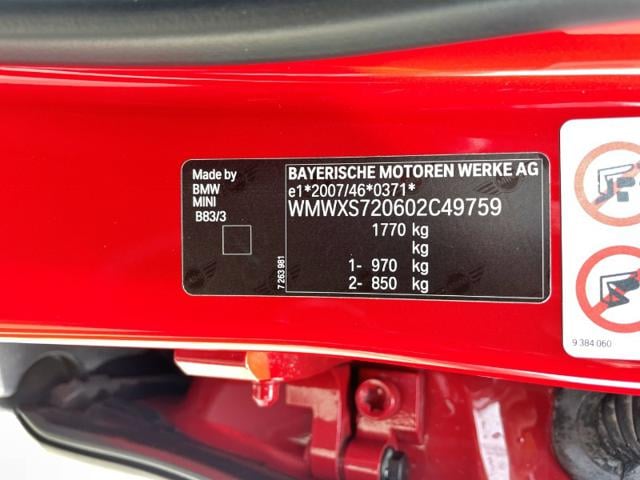 Made by
BMW
MINI
B83/3
7 263 981
BAYERISCHE MOTOREN WERKE AG
e1*2007/46*0371*
WMWXS720602C49759
1770 kg
kg
1- 970 kg
2- 850 kg
9 384 060